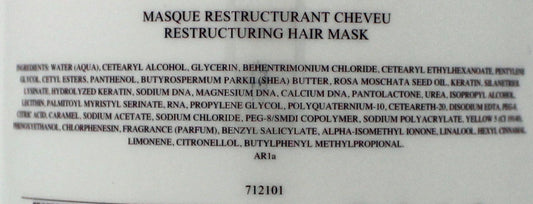 MASQUE RESTRUCTURANT CHEVEU
RESTRUCTURING HAIR MASK
INGREDIENTS: WATER (AQUA), CETEARYL ALCOHOL, GLYCERIN, BEHENTRIMONIUM CHLORIDE, CETEARYL ETHYLHEXANOATE, PENTYLENE
GLYCOL, CETYL ESTERS, PANTHENOL, BUTYROSPERMUM PARKII (SHEA) BUTTER, ROSA MOSCHATA SEED OIL, KERATIN, SILANETRIOL
LYSINATE, HYDROLYZED KERATIN, SODIUM DNA, MAGNESIUM DNA, CALCIUM DNA, PANTOLACTONE, UREA, ISOPROPYL ALCOHOL,
LECITHIN, PALMITOYL MYRISTYL SERINATE, RNA, PROPYLENE GLYCOL, POLYQUATERNIUM-10, CETEARETH-20, DISODIUM EDTA, PEG-8,
CITRIC ACID, CARAMEL, SODIUM ACETATE, SODIUM CHLORIDE, PEG-8/SMDI COPOLYMER, SODIUM POLYACRYLATE, YELLOW 5 (CI 19140),
PHENOXYETHANOL, CHLORPHENESIN, FRAGRANCE (PARFUM), BENZYL SALICYLATE, ALPHA-ISOMETHYL IONONE, LINALOOL, HEXYL CINNAMAL,
LIMONENE, CITRONELLOL, BUTYLPHENYL METHYLPROPIONAL.
AR1a
712101